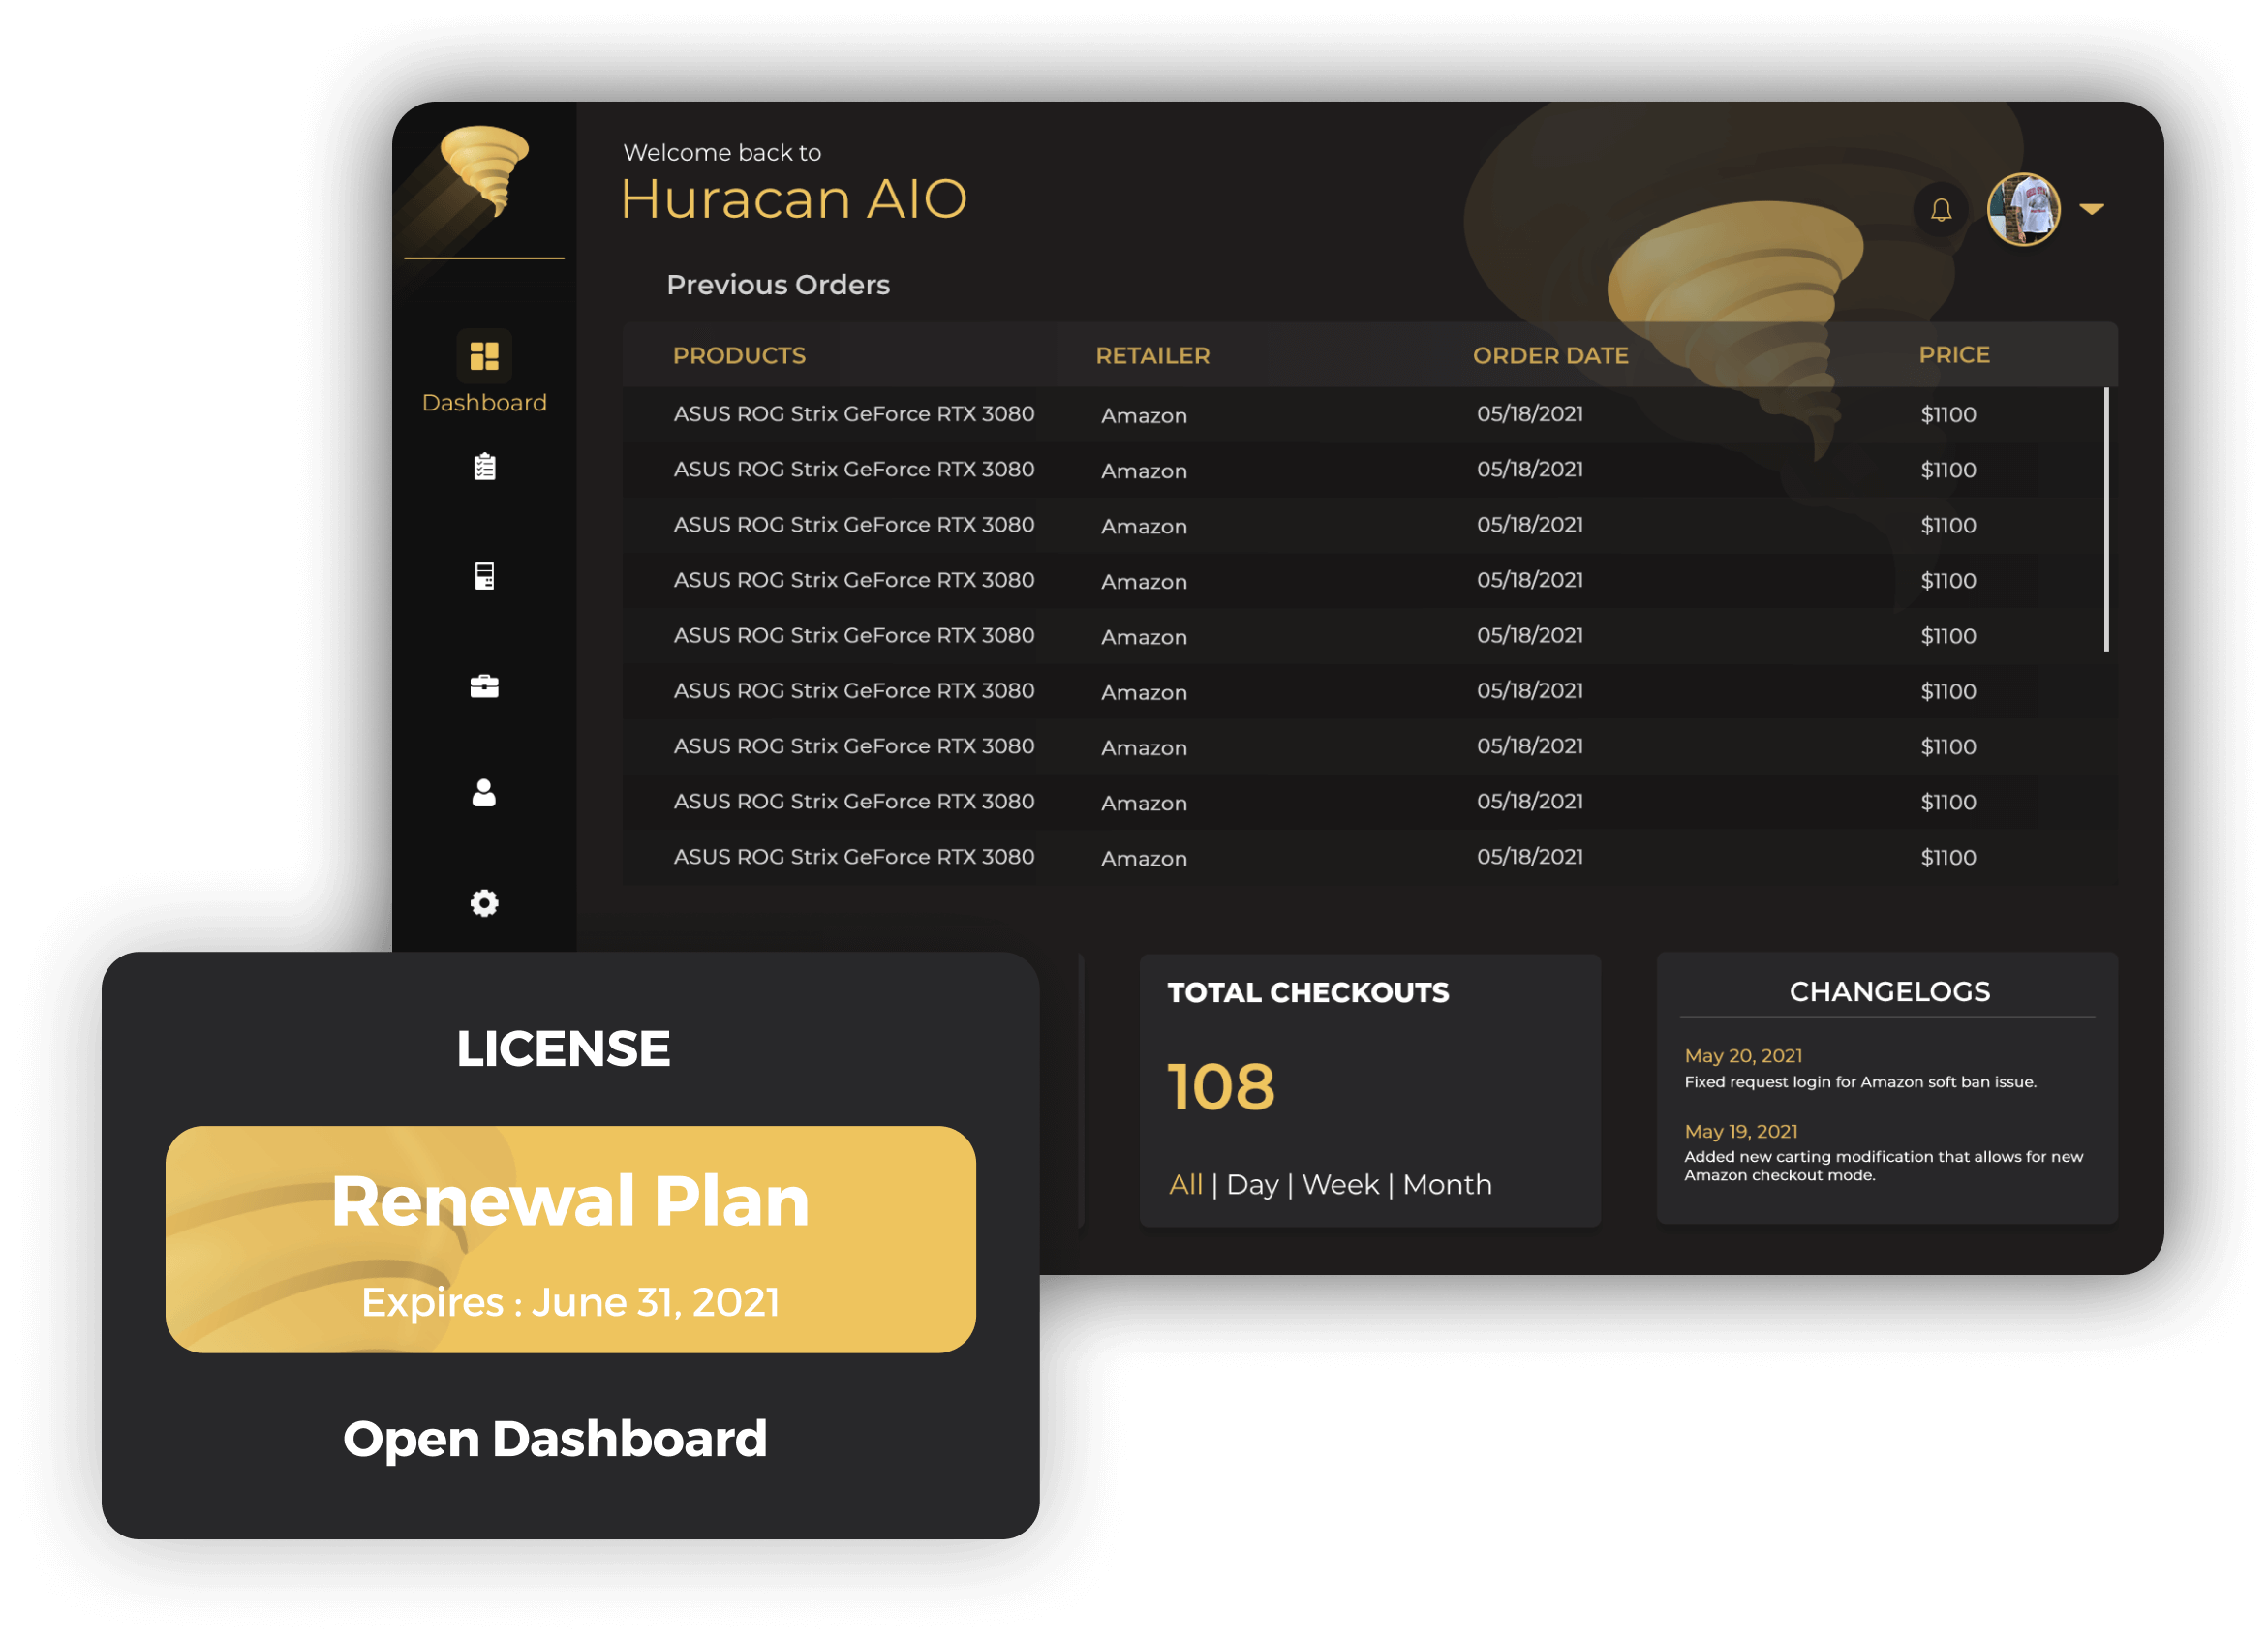 Welcome back to
Huracan AIO
Previous Orders
PRODUCTS RETAILER ORDER DATE PRICE
ASUS ROG Strix GeForce RTX 3080 Amazon 05/18/2021 $1100
ASUS ROG Strix GeForce RTX 3080 Amazon 05/18/2021 $1100
ASUS ROG Strix GeForce RTX 3080 Amazon 05/18/2021 $1100
ASUS ROG Strix GeForce RTX 3080 Amazon 05/18/2021 $1100
ASUS ROG Strix GeForce RTX 3080 Amazon 05/18/2021 $1100
ASUS ROG Strix GeForce RTX 3080 Amazon 05/18/2021 $1100
ASUS ROG Strix GeForce RTX 3080 Amazon 05/18/2021 $1100
ASUS ROG Strix GeForce RTX 3080 Amazon 05/18/2021 $1100
ASUS ROG Strix GeForce RTX 3080 Amazon 05/18/2021 $1100
Dashboard
LICENSE
Renewal Plan
Expires : June 31, 2021
Open Dashboard
TOTAL CHECKOUTS
108
All | Day | Week | Month
CHANGELOGS
May 20, 2021
Fixed request login for Amazon soft ban issue.
May 19, 2021
Added new carting modification that allows for new
Amazon checkout mode.